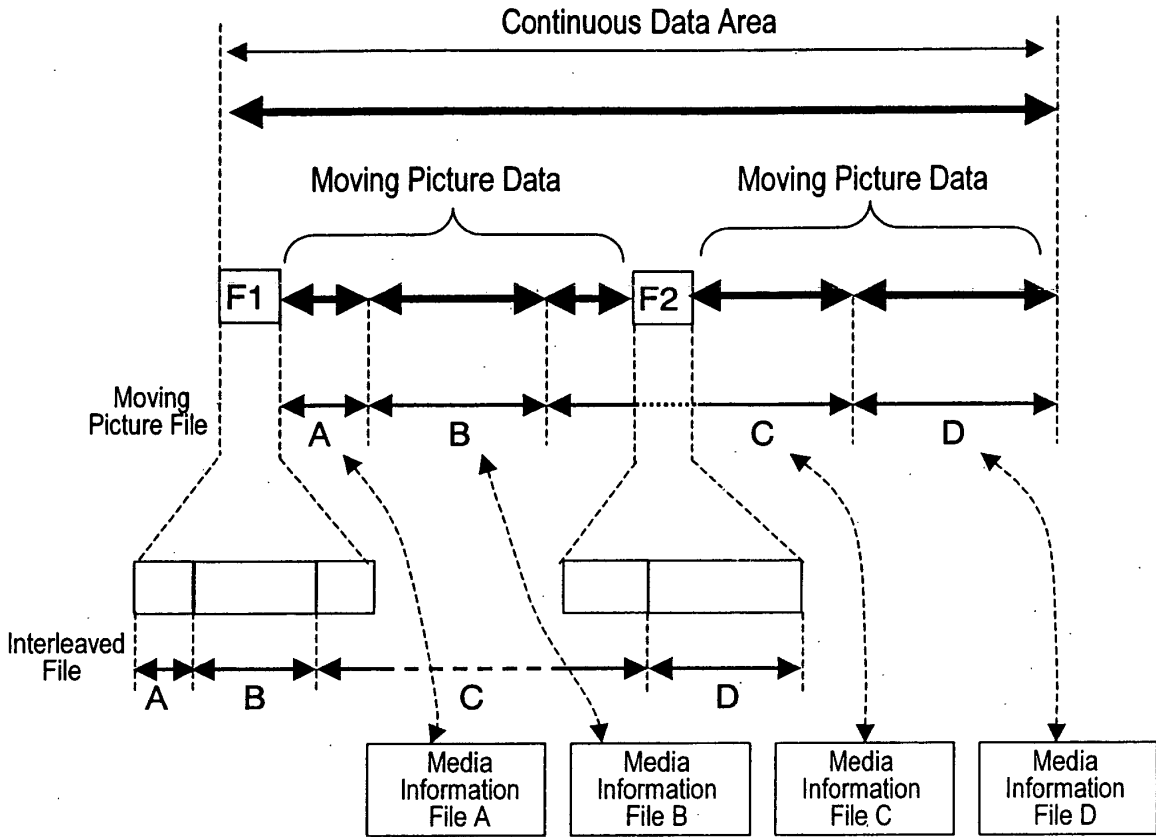 Continuous Data Area
Moving Picture Data
Moving Picture Data
F1
F2
Moving
Picture File
A
B
C
D
Interleaved
File
A
B
C
D
Media
Information
File A
Media
Information
File B
Media
Information
File C
Media
Information
File D